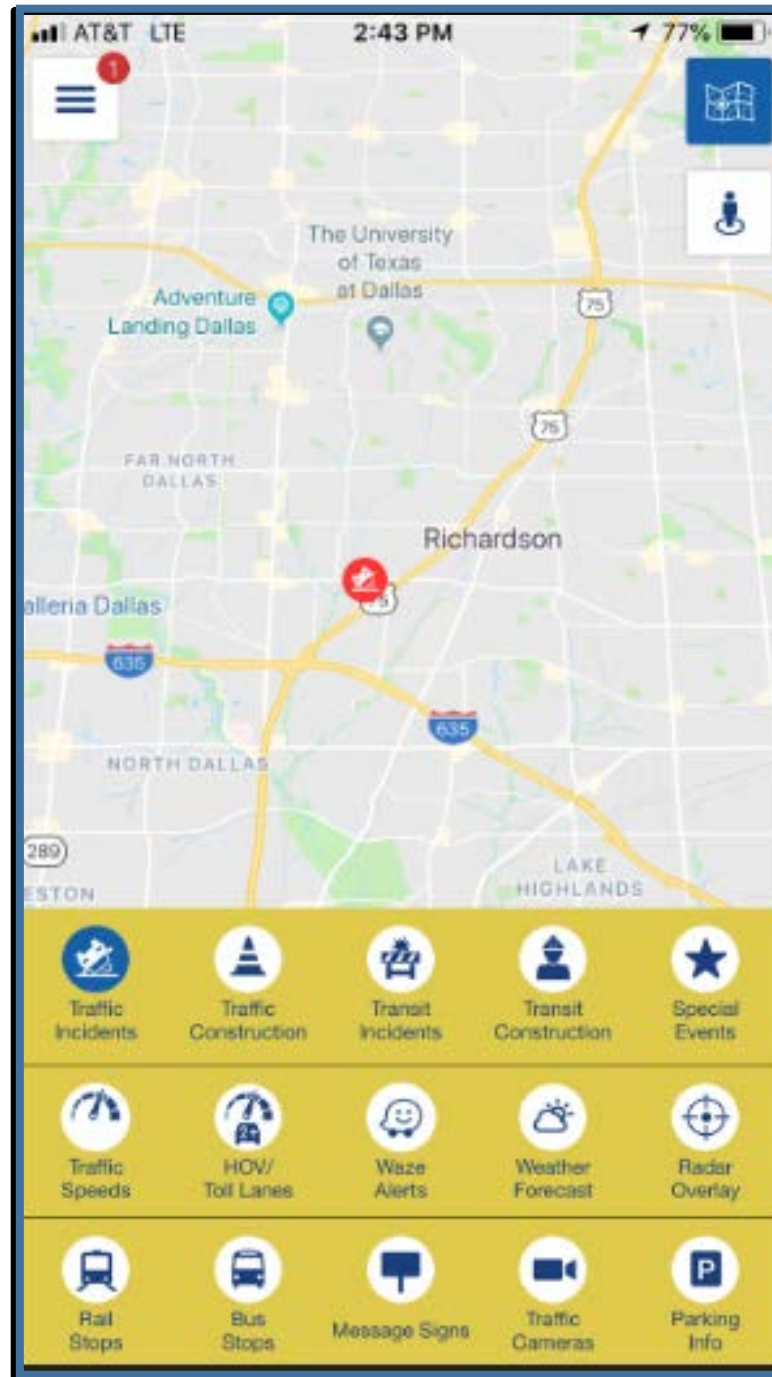 AT&T LTE 2:43 PM 77%
1
The University
of Texas
at Dallas
Adventure
Landing Dallas
75
75
FAR NORTH
DALLAS
Richardson
75
alleria Dallas
635
635
NORTH DALLAS
289
LAKE
HIGHLANDS
ESTON
Traffic
Incidents
Traffic
Construction
Transit
Incidents
Transit
Construction
Special
Events
Traffic
Speeds
2+
HOV/
Toll Lanes
Waze
Alerts
Weather
Forecast
Radar
Overlay
Rail
Stops
Bus
Stops
Message Signs
Traffic
Cameras
P
Parking
Info